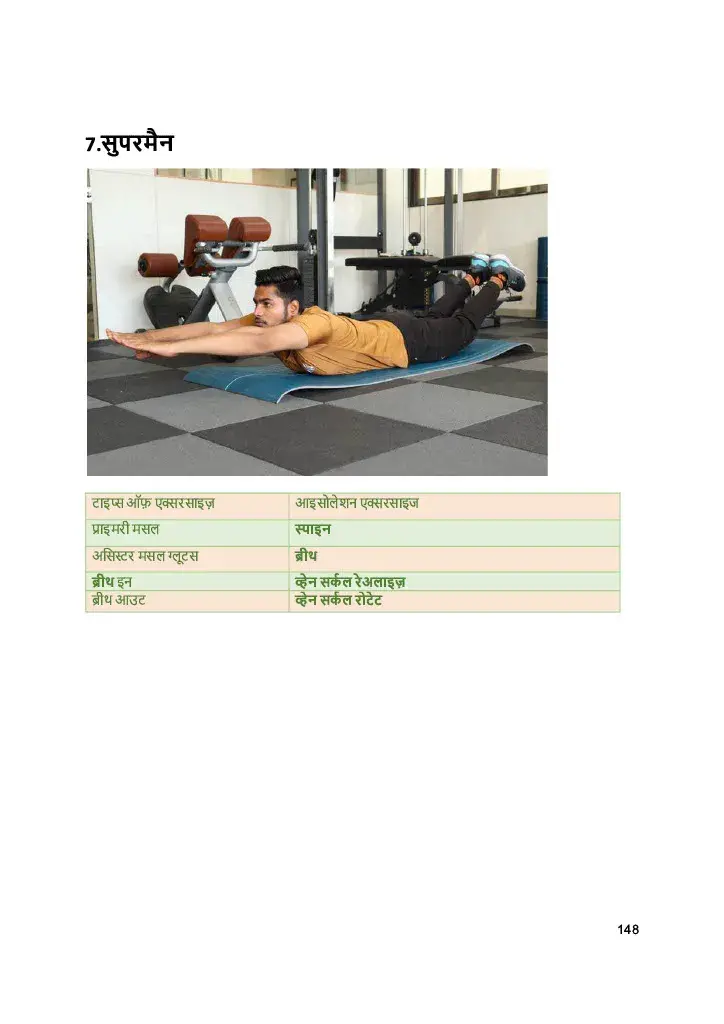 7.सुपरमैन
टाइप्स ऑफ़ एक्सरसाइज़ आइसोलेशन एक्सरसाइज
प्राइमरी मसल स्पाइन
असिस्टर मसल ग्लूटस ब्रीथ
ब्रीथ इन व्हेन सर्कल रेअलाइज़
ब्रीथ आउट व्हेन सर्कल रोटेट
148